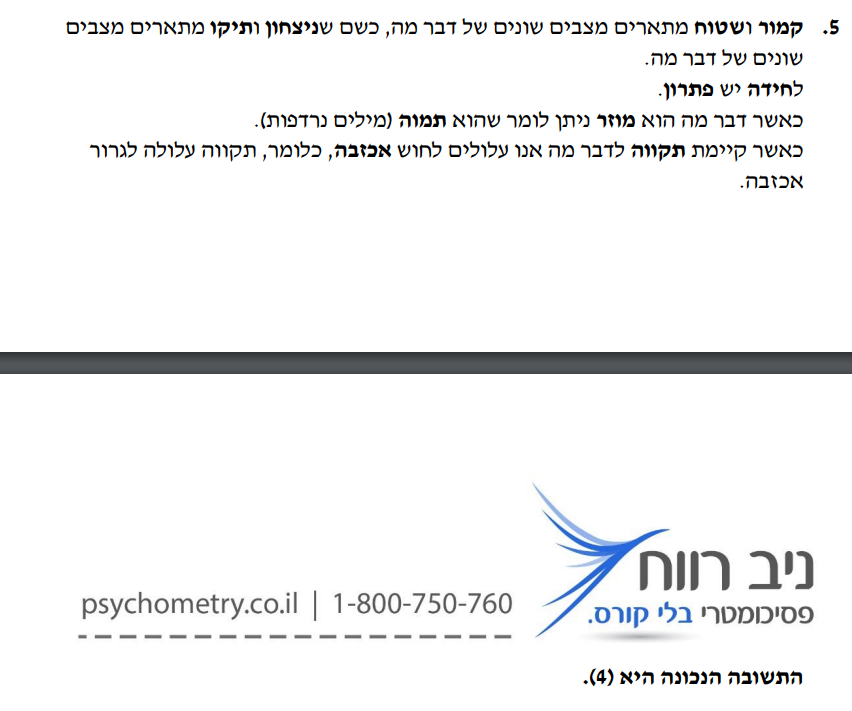 5. קמור ושטוח מתארים מצבים שונים של דבר מה, כשם שניצחון ותיקו מתארים מצבים
שונים של דבר מה.
לחידה יש פתרון.
כאשר דבר מה הוא מוזר ניתן לומר שהוא תמוה (מילים נרדפות).
כאשר קיימת תקווה לדבר מה אנו עלולים לחוש אכזבה, כלומר, תקווה עלולה לגרור
אכזבה.
ניב רווח
פסיכומטרי בלי קורס.
psychometry.co.il | 1-800-750-760
התשובה הנכונה היא (4).